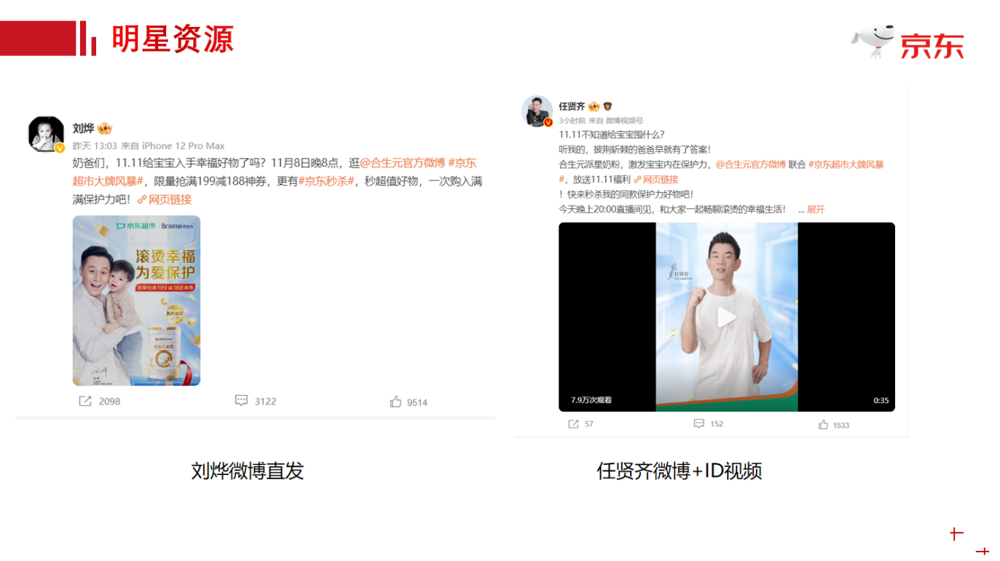 明星资源
京东
刘烨
昨天 13:03 来自 iPhone 12 Pro Max
奶爸们，11.11给宝宝入手幸福好物了吗？11月8日晚8点，逛@合生元官方微博 #京东
超市大牌风暴#，限量抢满199减188神券，更有#京东秒杀#，秒超值好物，一次购入满
满保护力吧！ 网页链接
京东超市 Biostime 合生元
滚烫幸福
为爱保护
限量抢满199减188神券
2098
3122
9514
刘烨微博直发
任贤齐
3小时前 来自 微博视频号
11.11不知道给宝宝囤什么？
听我的，披荆斩棘的爸爸早就有了答案！
合生元派星奶粉，激发宝宝内在保护力，@合生元官方微博 联合 #京东超市大牌风暴
#，放送11.11福利 网页链接
！快来秒杀我的同款保护力好物吧！
今天晚上20:00直播间见，和大家一起畅聊滚烫的幸福生活！ ... 展开
7.9万次观看
0:35
57
152
1533
任贤齐微博+ID视频